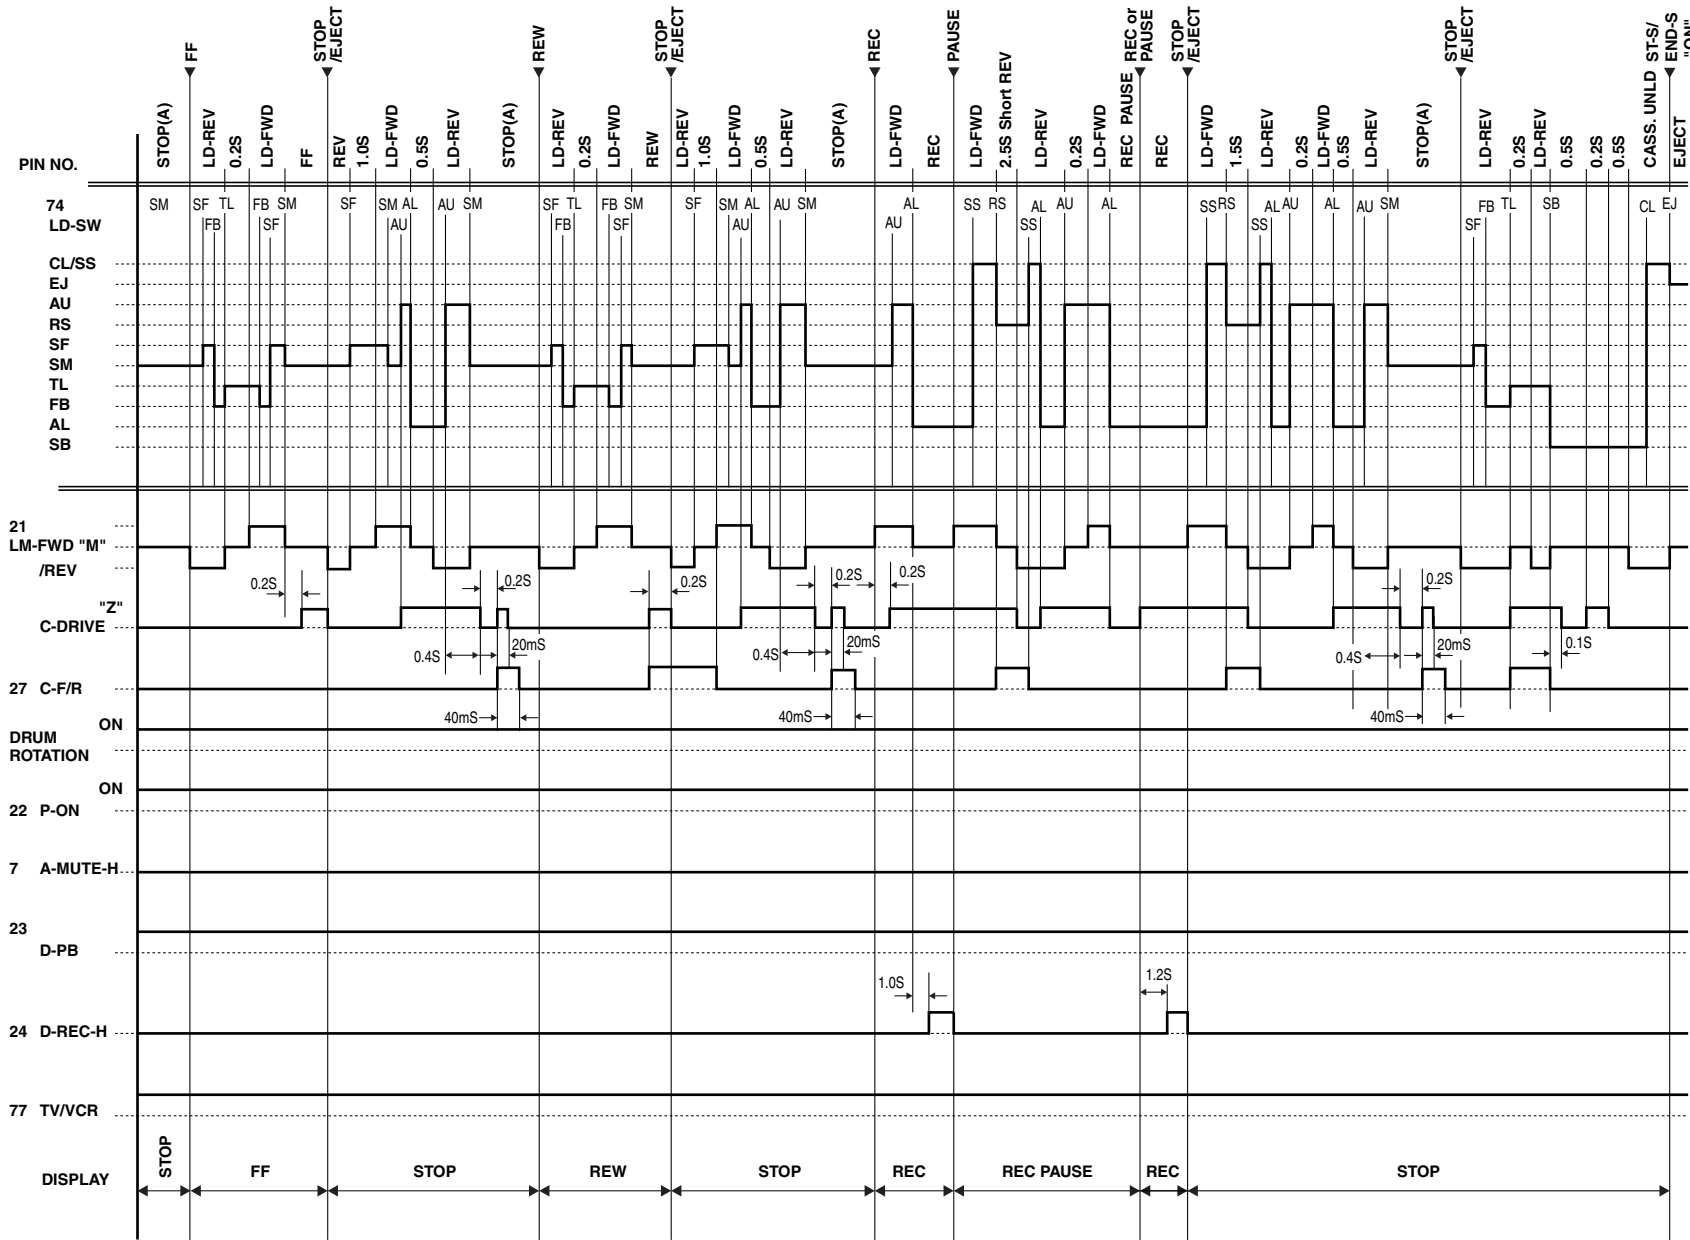 FF
STOP
/EJECT
REW
STOP
/EJECT
REC
PAUSE
REC or
PAUSE
STOP
/EJECT
STOP
/EJECT
ST-S/
END-S
"ON"
PIN NO.
STOP(A)
LD-REV
0.2S
LD-FWD
FF
REV
1.0S
LD-FWD
0.5S
LD-REV
STOP(A)
LD-REV
0.2S
LD-FWD
REW
LD-REV
1.0S
LD-FWD
0.5S
LD-REV
STOP(A)
LD-FWD
REC
LD-FWD
2.5S Short REV
LD-REV
0.2S
LD-FWD
REC PAUSE
REC
LD-FWD
1.5S
LD-REV
0.2S
LD-FWD
0.5S
LD-REV
STOP(A)
LD-REV
0.2S
LD-REV
0.5S
0.2S
0.5S
CASS. UNLD
EJECT
74
LD-SW
SM SF TL FB SM SF SM AL AU SM SF TL FB SM SF SM AL AU SM AL SS RS AL AU AL SS RS AL AU AL AU SM FB TL SB CL EJ
FB SF AU FB SF AU AU SS SS SF
CL/SS
EJ
AU
RS
SF
SM
TL
FB
AL
SB
21
LM-FWD "M"
/REV
0.2S 0.2S 0.2S 0.2S 0.2S 0.2S
"Z"
C-DRIVE
0.4S 20mS 0.4S 20mS 0.4S 20mS 0.1S
27 C-F/R
40mS 40mS 40mS
ON
DRUM
ROTATION
ON
22 P-ON
7 A-MUTE-H
23
D-PB
1.0S 1.2S
24 D-REC-H
77 TV/VCR
DISPLAY
STOP FF STOP REW STOP REC REC PAUSE REC STOP